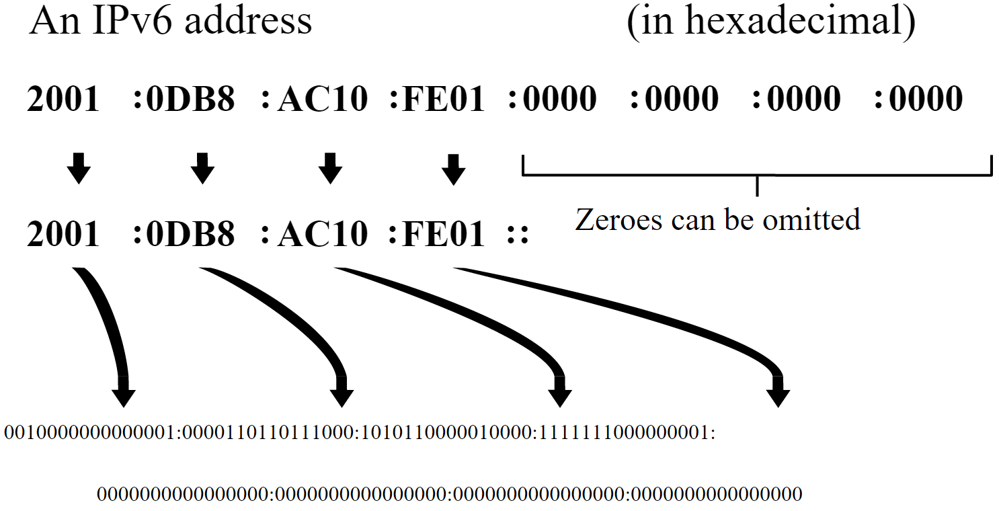 An IPv6 address (in hexadecimal)
2001 :0DB8 :AC10 :FE01 :0000 :0000 :0000 :0000
2001 :0DB8 :AC10 :FE01 ::
Zeroes can be omitted
0010000000000001:0000110110111000:1010110000010000:1111111000000001:
0000000000000000:0000000000000000:0000000000000000:0000000000000000